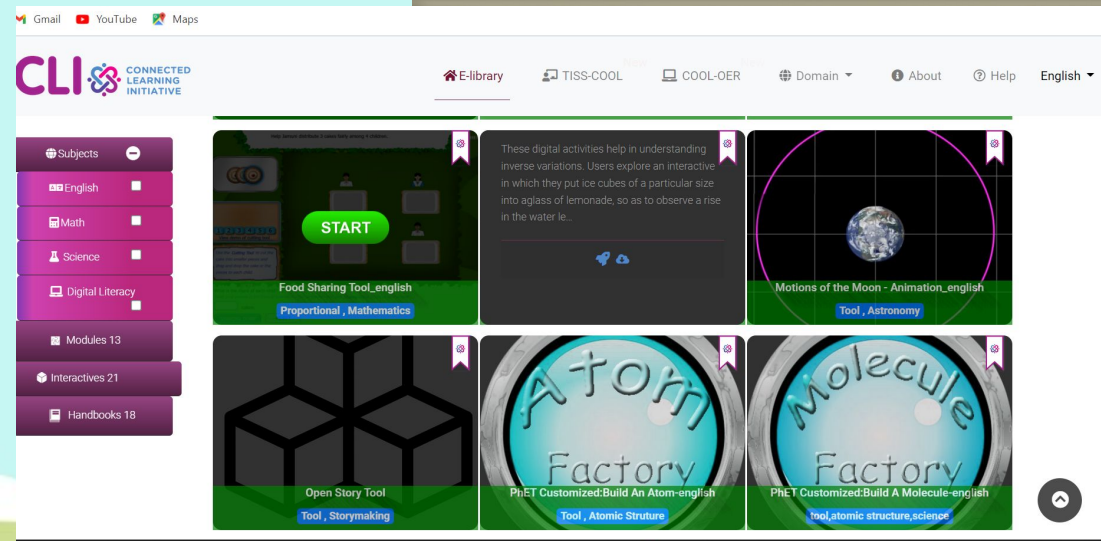 Gmail YouTube Maps
CLI CONNECTED
LEARNING
INITIATIVE
E-library TISS-COOL COOL-OER Domain About Help English
Subjects
English
Math
Science
Digital Literacy
Modules 13
Interactives 21
Handbooks 18
START
Food Sharing Tool_english
Proportional , Mathematics
These digital activities help in understanding
inverse variations. Users explore an interactive
in which they put ice cubes of a particular size
into aglass of lemonade, so as to observe a rise
in the water le...
Motions of the Moon - Animation_english
Tool , Astronomy
Open Story Tool
Tool , Storymaking
Atom
Factory
PhET Customized:Build An Atom-english
Tool , Atomic Struture
Molecule
Factory
PhET Customized:Build A Molecule-english
tool,atomic structure,science